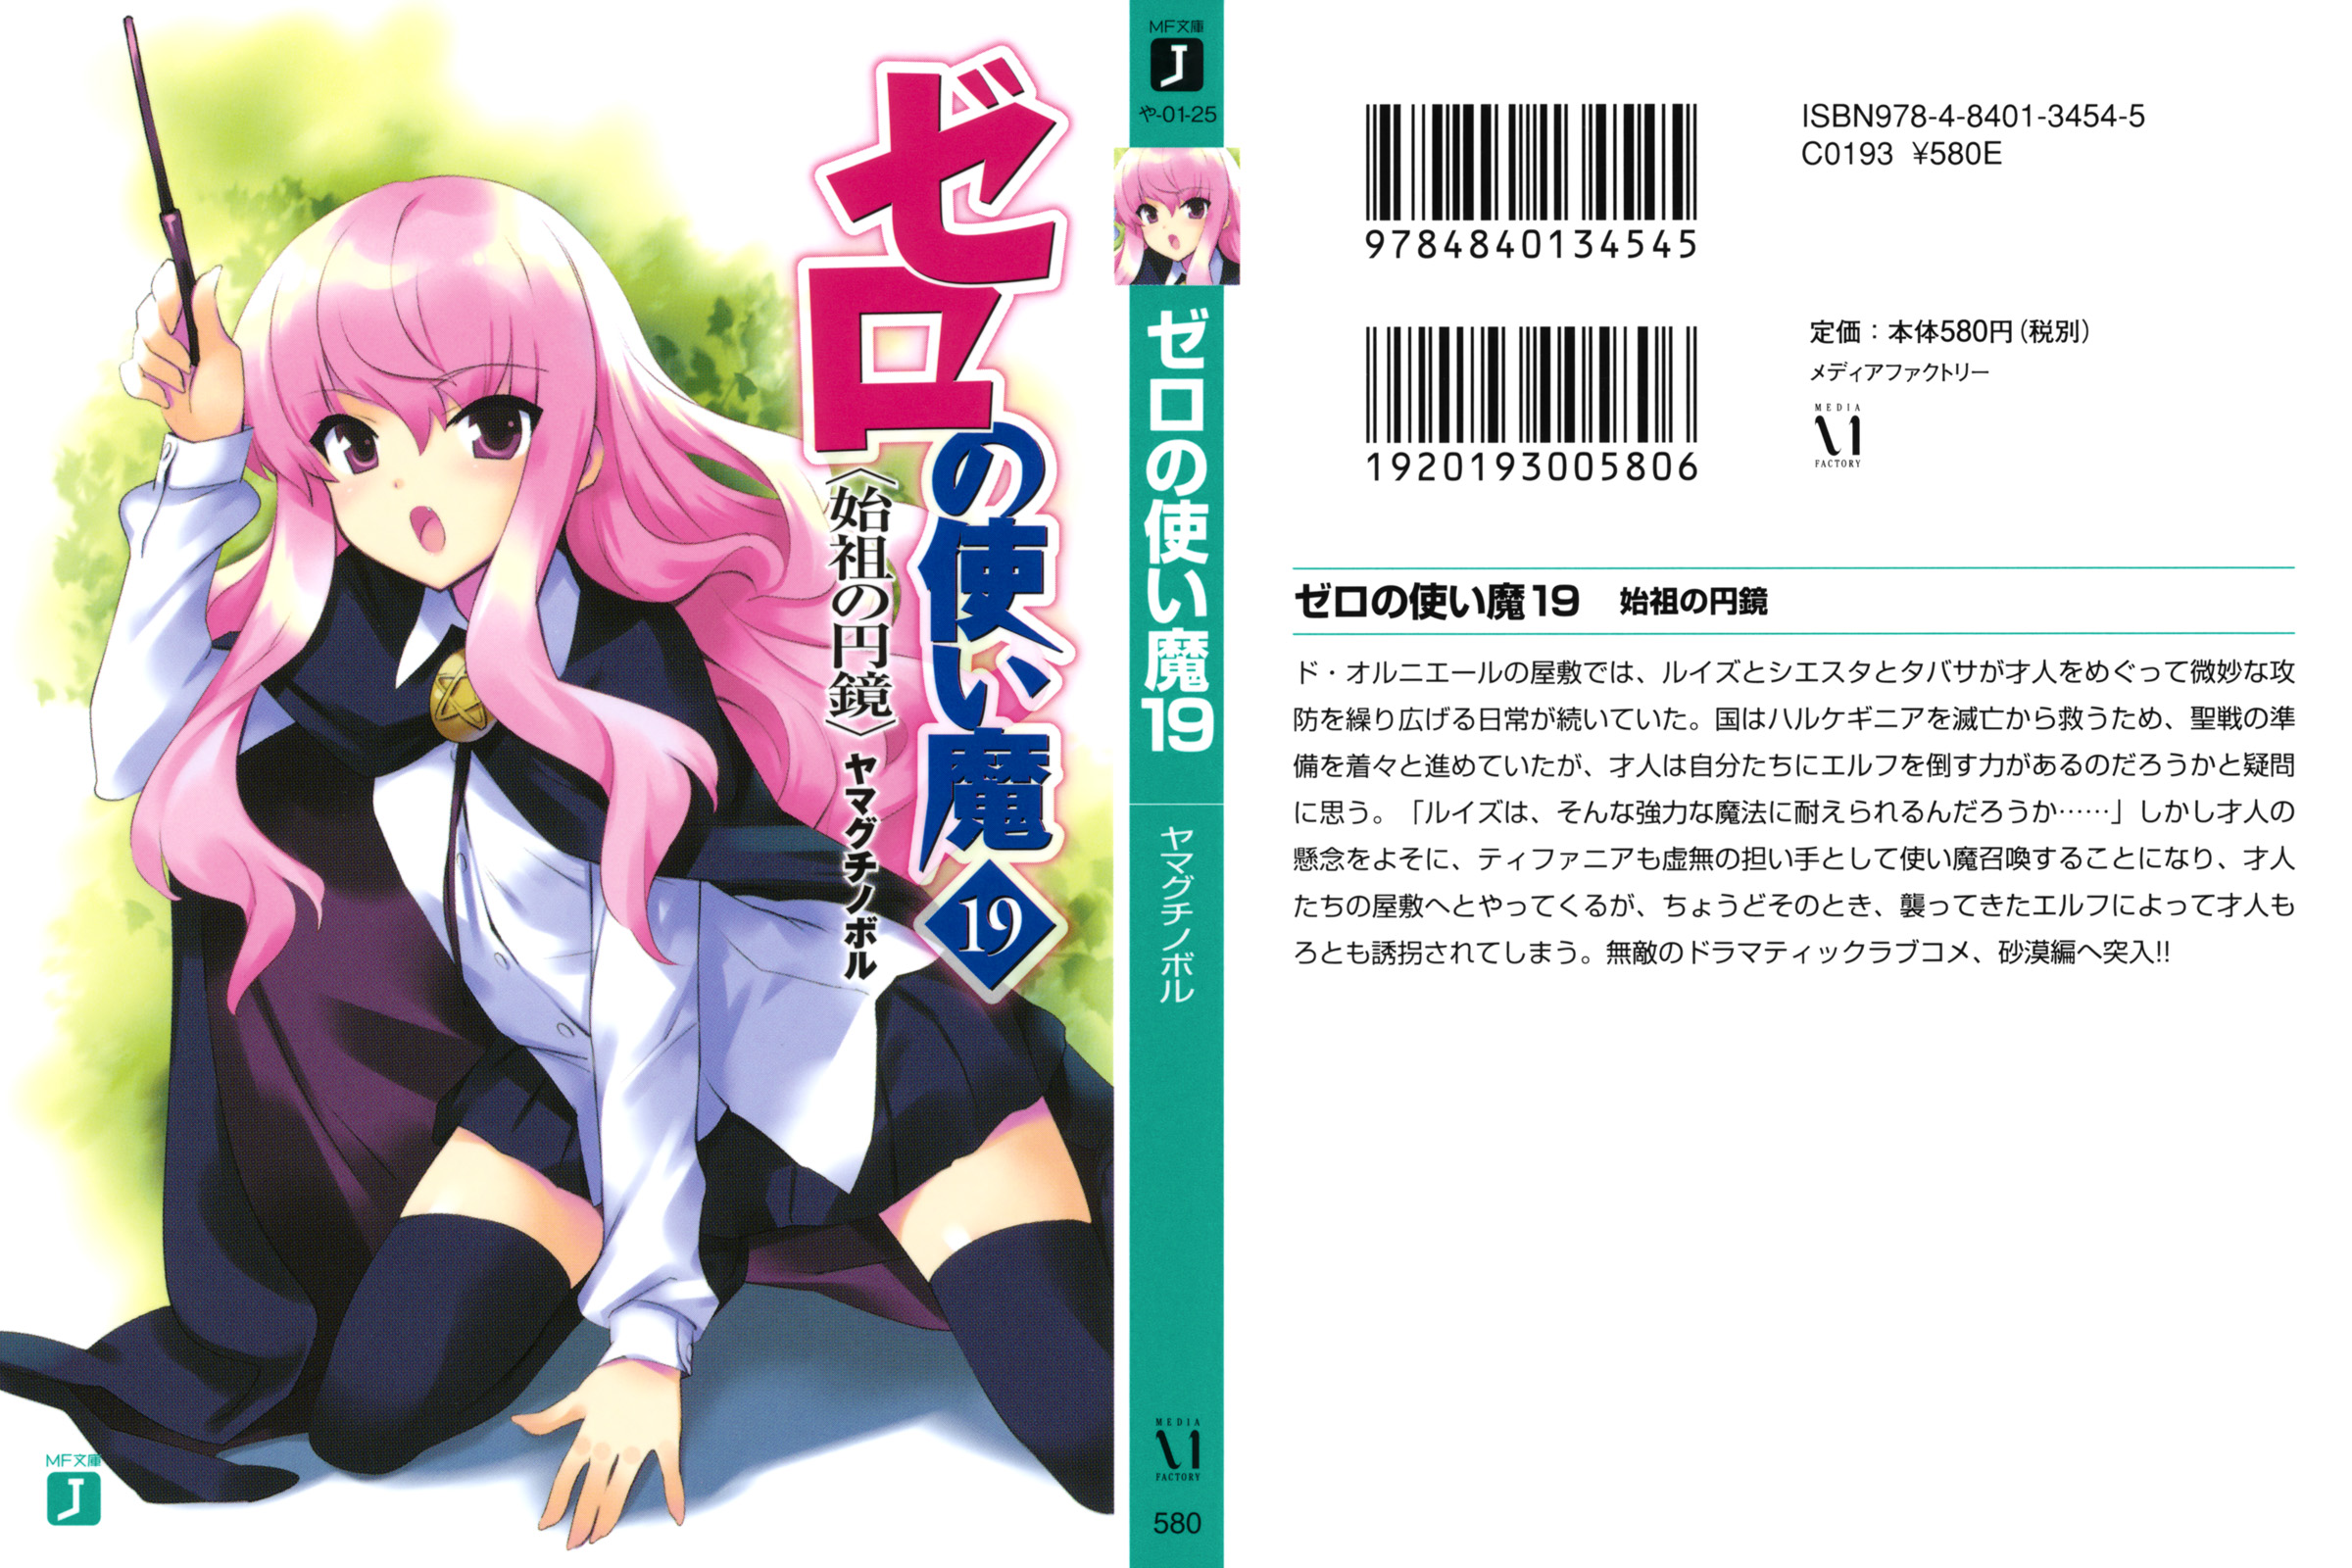 ゼロの使い魔
〈始祖の円鏡〉
ヤマグチノボル
19
MF文庫
J
MF文庫
J
や-01-25
ゼロの使い魔19
ヤマグチノボル
MEDIA
FACTORY
580
9784840134545
ISBN978-4-8401-3454-5
C0193 ¥580E
1920193005806
定価：本体580円（税別）
メディアファクトリー
MEDIA
FACTORY
ゼロの使い魔19 始祖の円鏡
ド・オルニエールの屋敷では、ルイズとシエスタとタバサが才人をめぐって微妙な攻
防を繰り広げる日常が続いていた。国はハルケギニアを滅亡から救うため、聖戦の準
備を着々と進めていたが、才人は自分たちにエルフを倒す力があるのだろうかと疑問
に思う。「ルイズは、そんな強力な魔法に耐えられるんだろうか……」しかし才人の
懸念をよそに、ティファニアも虚無の担い手として使い魔召喚することになり、才人
たちの屋敷へとやってくるが、ちょうどそのとき、襲ってきたエルフによって才人も
ろとも誘拐されてしまう。無敵のドラマティックラブコメ、砂漠編へ突入!!